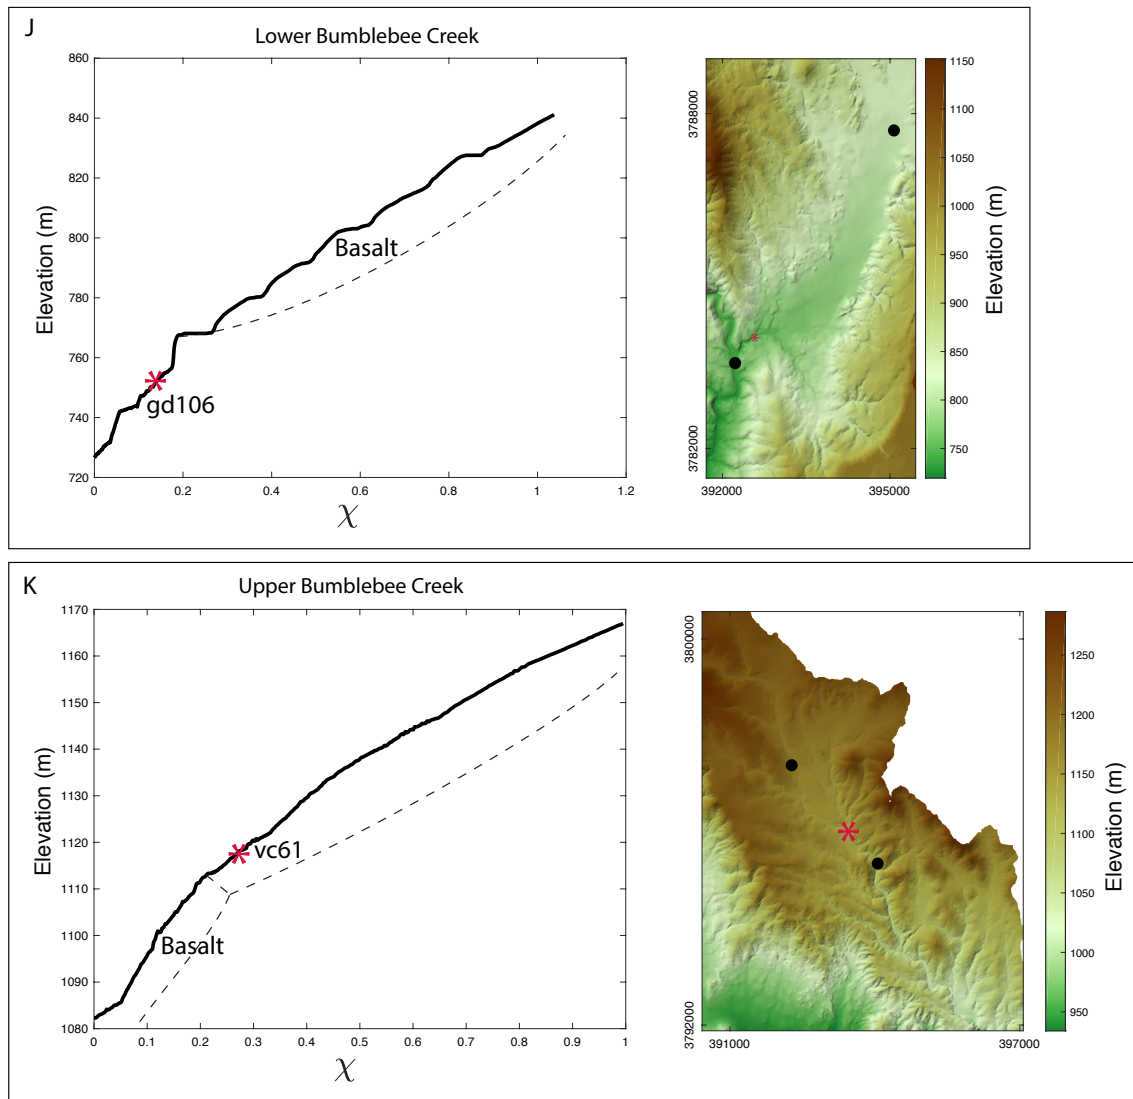 J
Lower Bumblebee Creek
860
840
820
800
780
760
740
720
Elevation (m)
Basalt
gd106
0 0.2 0.4 0.6 0.8 1 1.2
χ
3788000
3782000
392000 395000
1150
1100
1050
1000
950
900
850
800
750
Elevation (m)
K
Upper Bumblebee Creek
1170
1160
1150
1140
1130
1120
1110
1100
1090
1080
Elevation (m)
vc61
Basalt
0 0.1 0.2 0.3 0.4 0.5 0.6 0.7 0.8 0.9 1
χ
3800000
3792000
391000 397000
1250
1200
1150
1100
1050
1000
950
Elevation (m)